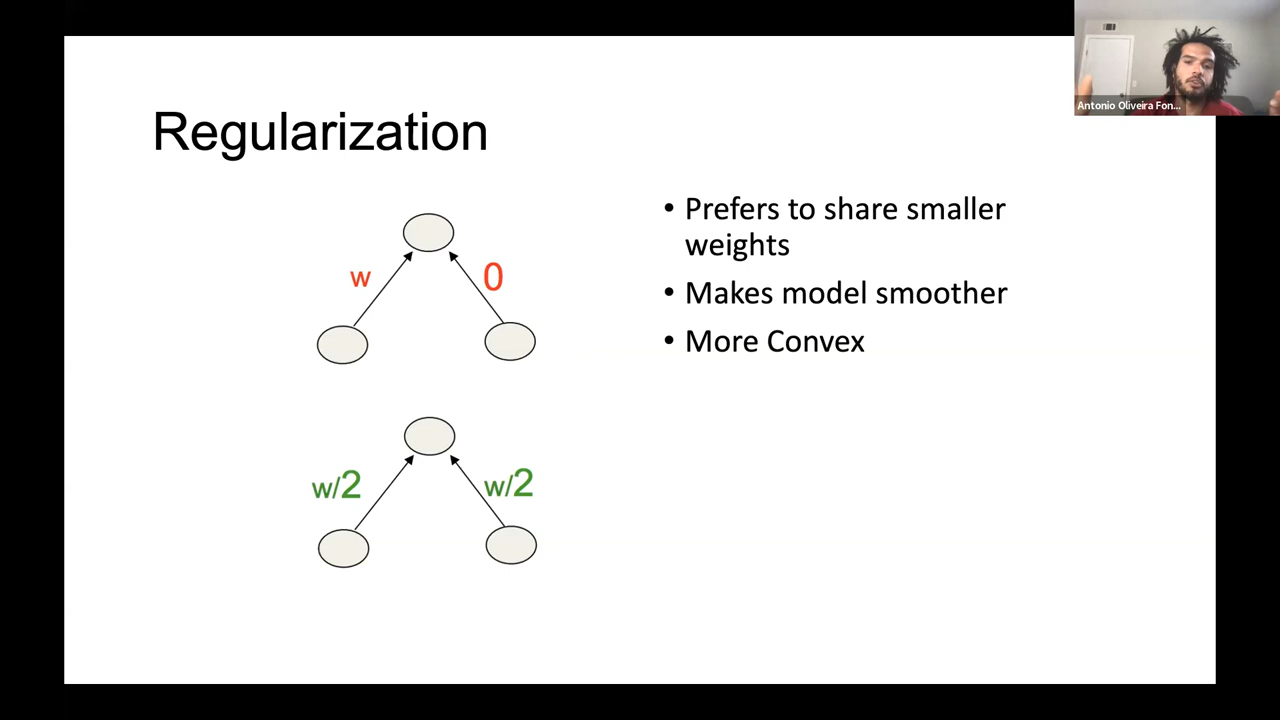 Antonio Oliveira Fon...
Regularization
w
0
w/2
w/2
• Prefers to share smaller
weights
• Makes model smoother
• More Convex